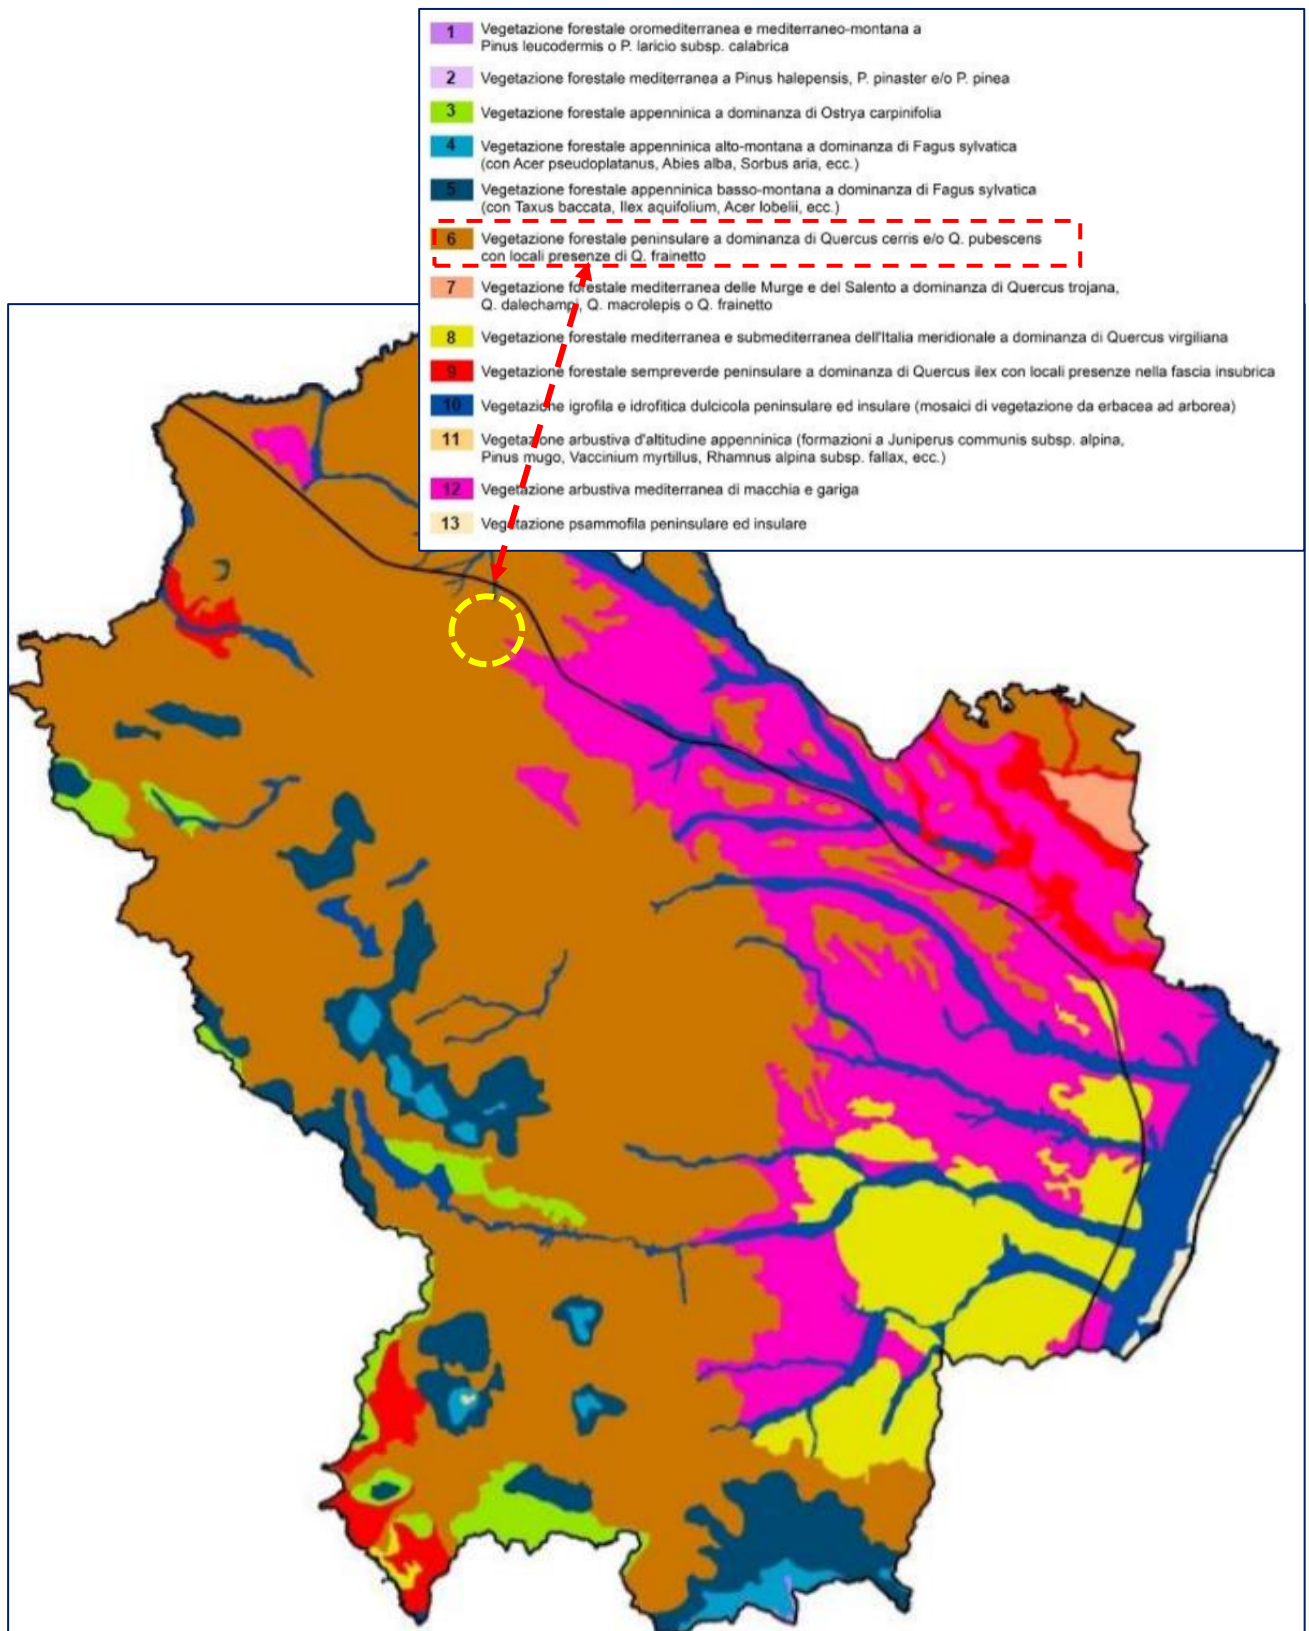 1 Vegetazione forestale oromediterranea e mediterraneo-montana a
Pinus leucodermis o P. laricio subsp. calabrica
2 Vegetazione forestale mediterranea a Pinus halepensis, P. pinaster e/o P. pinea
3 Vegetazione forestale appenninica a dominanza di Ostrya carpinifolia
4 Vegetazione forestale appenninica alto-montana a dominanza di Fagus sylvatica
(con Acer pseudoplatanus, Abies alba, Sorbus aria, ecc.)
5 Vegetazione forestale appenninica basso-montana a dominanza di Fagus sylvatica
(con Taxus baccata, Ilex aquifolium, Acer lobelii, ecc.)
6 Vegetazione forestale peninsulare a dominanza di Quercus cerris e/o Q. pubescens
con locali presenze di Q. frainetto
7 Vegetazione forestale mediterranea delle Murge e del Salento a dominanza di Quercus trojana,
Q. dalechampi, Q. macrolepis o Q. frainetto
8 Vegetazione forestale mediterranea e submediterranea dell'Italia meridionale a dominanza di Quercus virgiliana
9 Vegetazione forestale sempreverde peninsulare a dominanza di Quercus ilex con locali presenze nella fascia insubrica
10 Vegetazione igrofila e idrofitica dulcicola peninsulare ed insulare (mosaici di vegetazione da erbacea ad arborea)
11 Vegetazione arbustiva d'altitudine appenninica (formazioni a Juniperus communis subsp. alpina,
Pinus mugo, Vaccinium myrtillus, Rhamnus alpina subsp. fallax, ecc.)
12 Vegetazione arbustiva mediterranea di macchia e gariga
13 Vegetazione psammofila peninsulare ed insulare